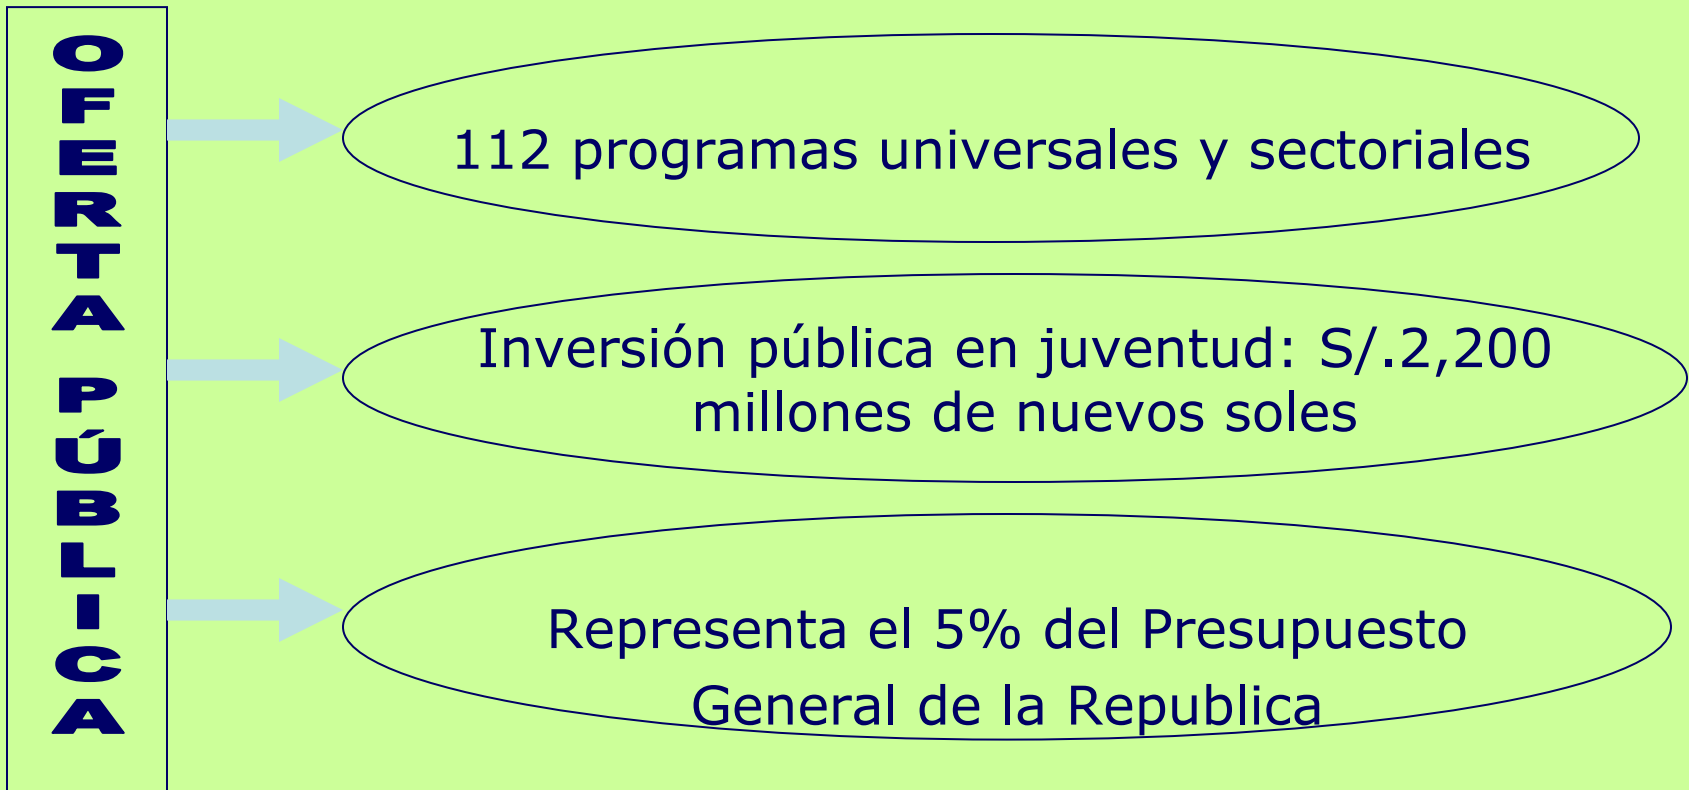 OFERTA PÚBLICA
112 programas universales y sectoriales
Inversión pública en juventud: S/.2,200
millones de nuevos soles
Representa el 5% del Presupuesto
General de la Republica